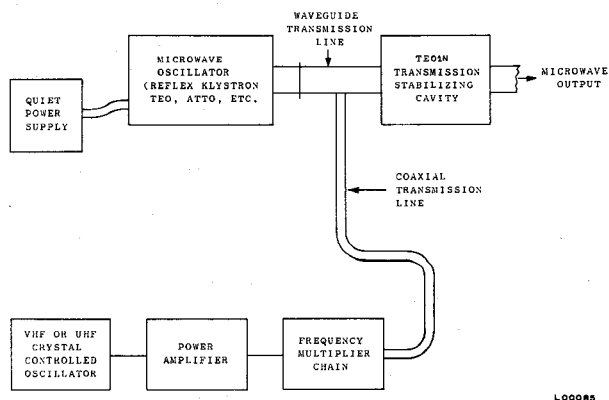 WAVEGUIDE
TRANSMISSION
LINE
MICROWAVE
OSCILLATOR
(REFLEX KLYSTRON
TEO, ATTO, ETC.
TE01N
TRANSMISSION
STABILIZING
CAVITY
MICROWAVE
OUTPUT
QUIET
POWER
SUPPLY
COAXIAL
TRANSMISSION
LINE
VHF OR UHF
CRYSTAL
CONTROLLED
OSCILLATOR
POWER
AMPLIFIER
FREQUENCY
MULTIPLIER
CHAIN
L00085